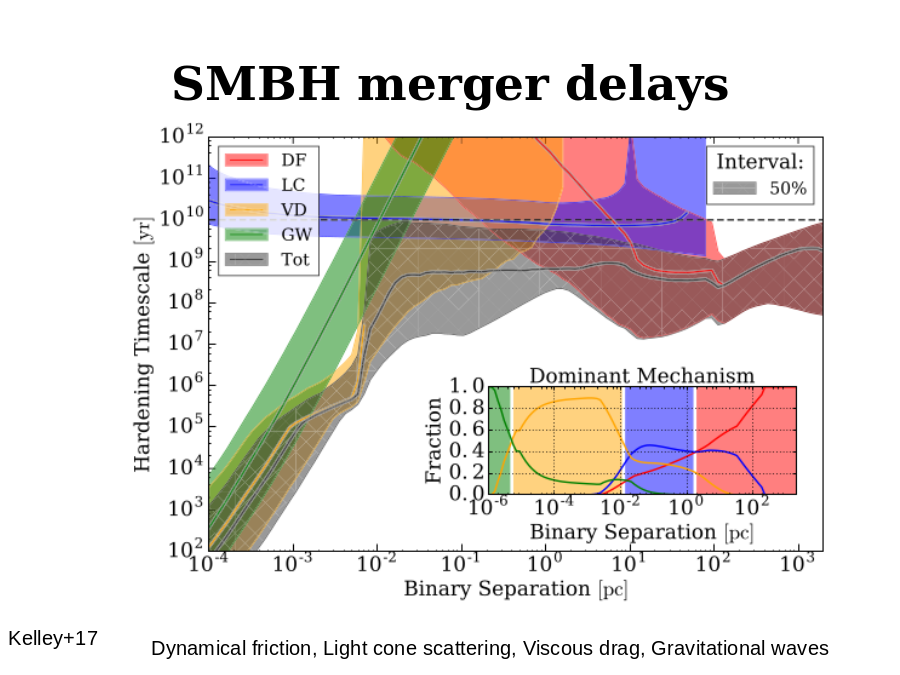 SMBH merger delays
10^12
10^11
10^10
10^9
10^8
10^7
10^6
10^5
10^4
10^3
10^2
Hardening Timescale [yr]
DF
LC
VD
GW
Tot
Interval:
50%
Dominant Mechanism
Fraction
1.0
0.8
0.6
0.4
0.2
0.0
10^-6 10^-4 10^-2 10^0 10^2
Binary Separation [pc]
10^-4 10^-3 10^-2 10^-1 10^0 10^1 10^2 10^3
Binary Separation [pc]
Kelley+17
Dynamical friction, Light cone scattering, Viscous drag, Gravitational waves